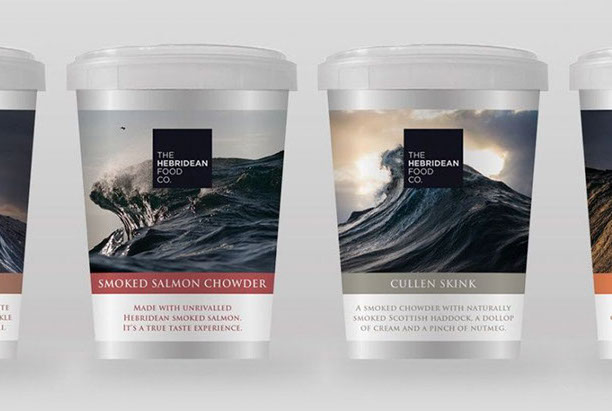 THE
HEBRIDEAN
FOOD
CO.
SMOKED SALMON CHOWDER
MADE WITH UNRIVALLED
HEBRIDEAN SMOKED SALMON.
IT'S A TRUE TASTE EXPERIENCE.
THE
HEBRIDEAN
FOOD
CO.
CULLEN SKINK
A SMOKED CHOWDER WITH NATURALLY
SMOKED SCOTTISH HADDOCK, A DOLLOP
OF CREAM AND A PINCH OF NUTMEG.